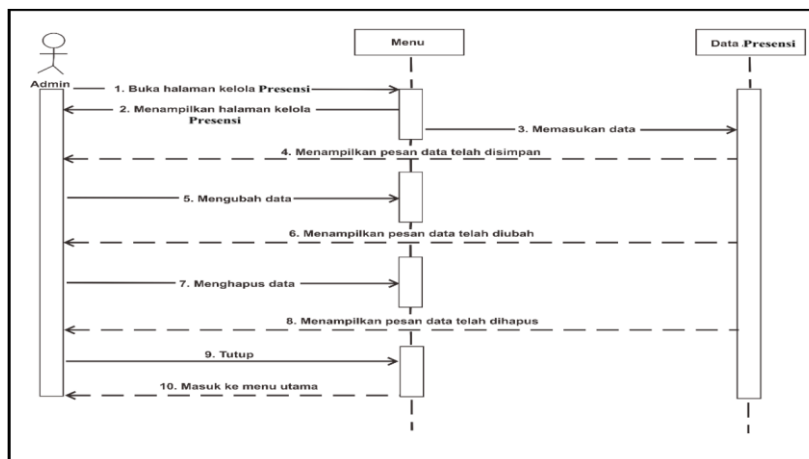 Menu
Data Presensi
Admin
1. Buka halaman kelola Presensi
2. Menampilkan halaman kelola
Presensi
3. Memasukan data
4. Menampilkan pesan data telah disimpan
5. Mengubah data
6. Menampilkan pesan data telah diubah
7. Menghapus data
8. Menampilkan pesan data telah dihapus
9. Tutup
10. Masuk ke menu utama